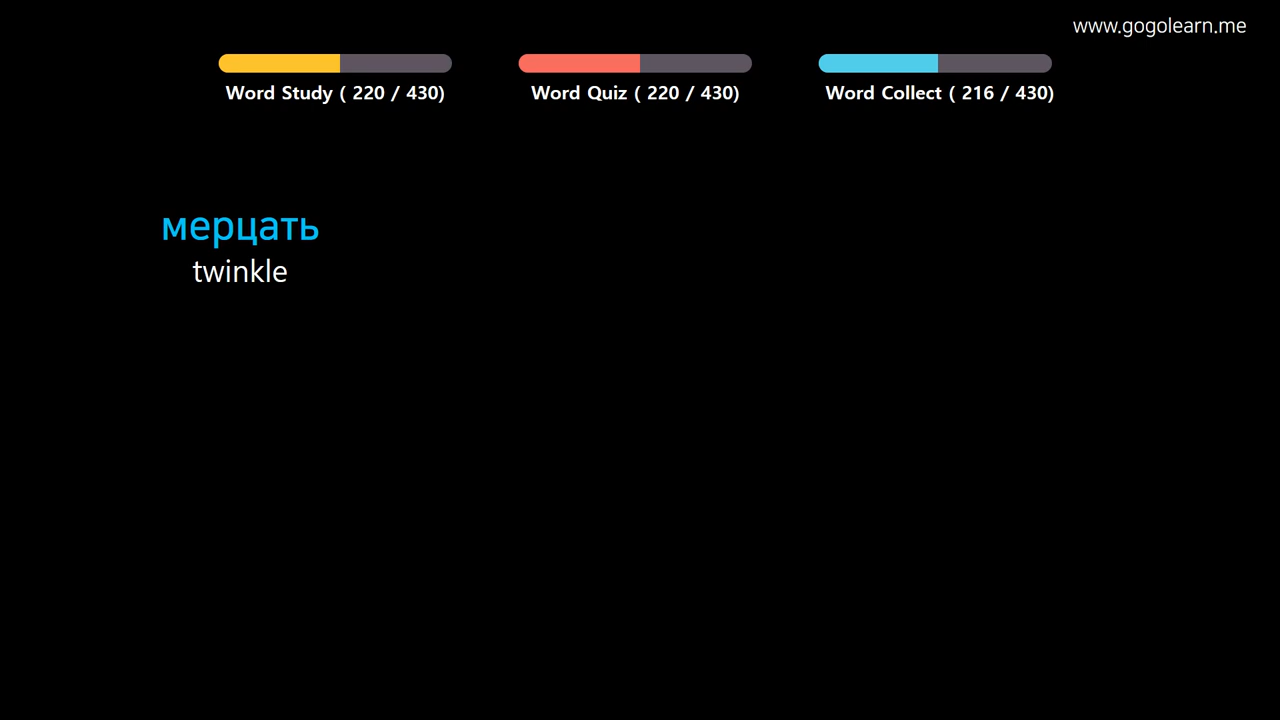 www.gogolearn.me
Word Study ( 220 / 430)
Word Quiz ( 220 / 430)
Word Collect ( 216 / 430)
мерцать
twinkle